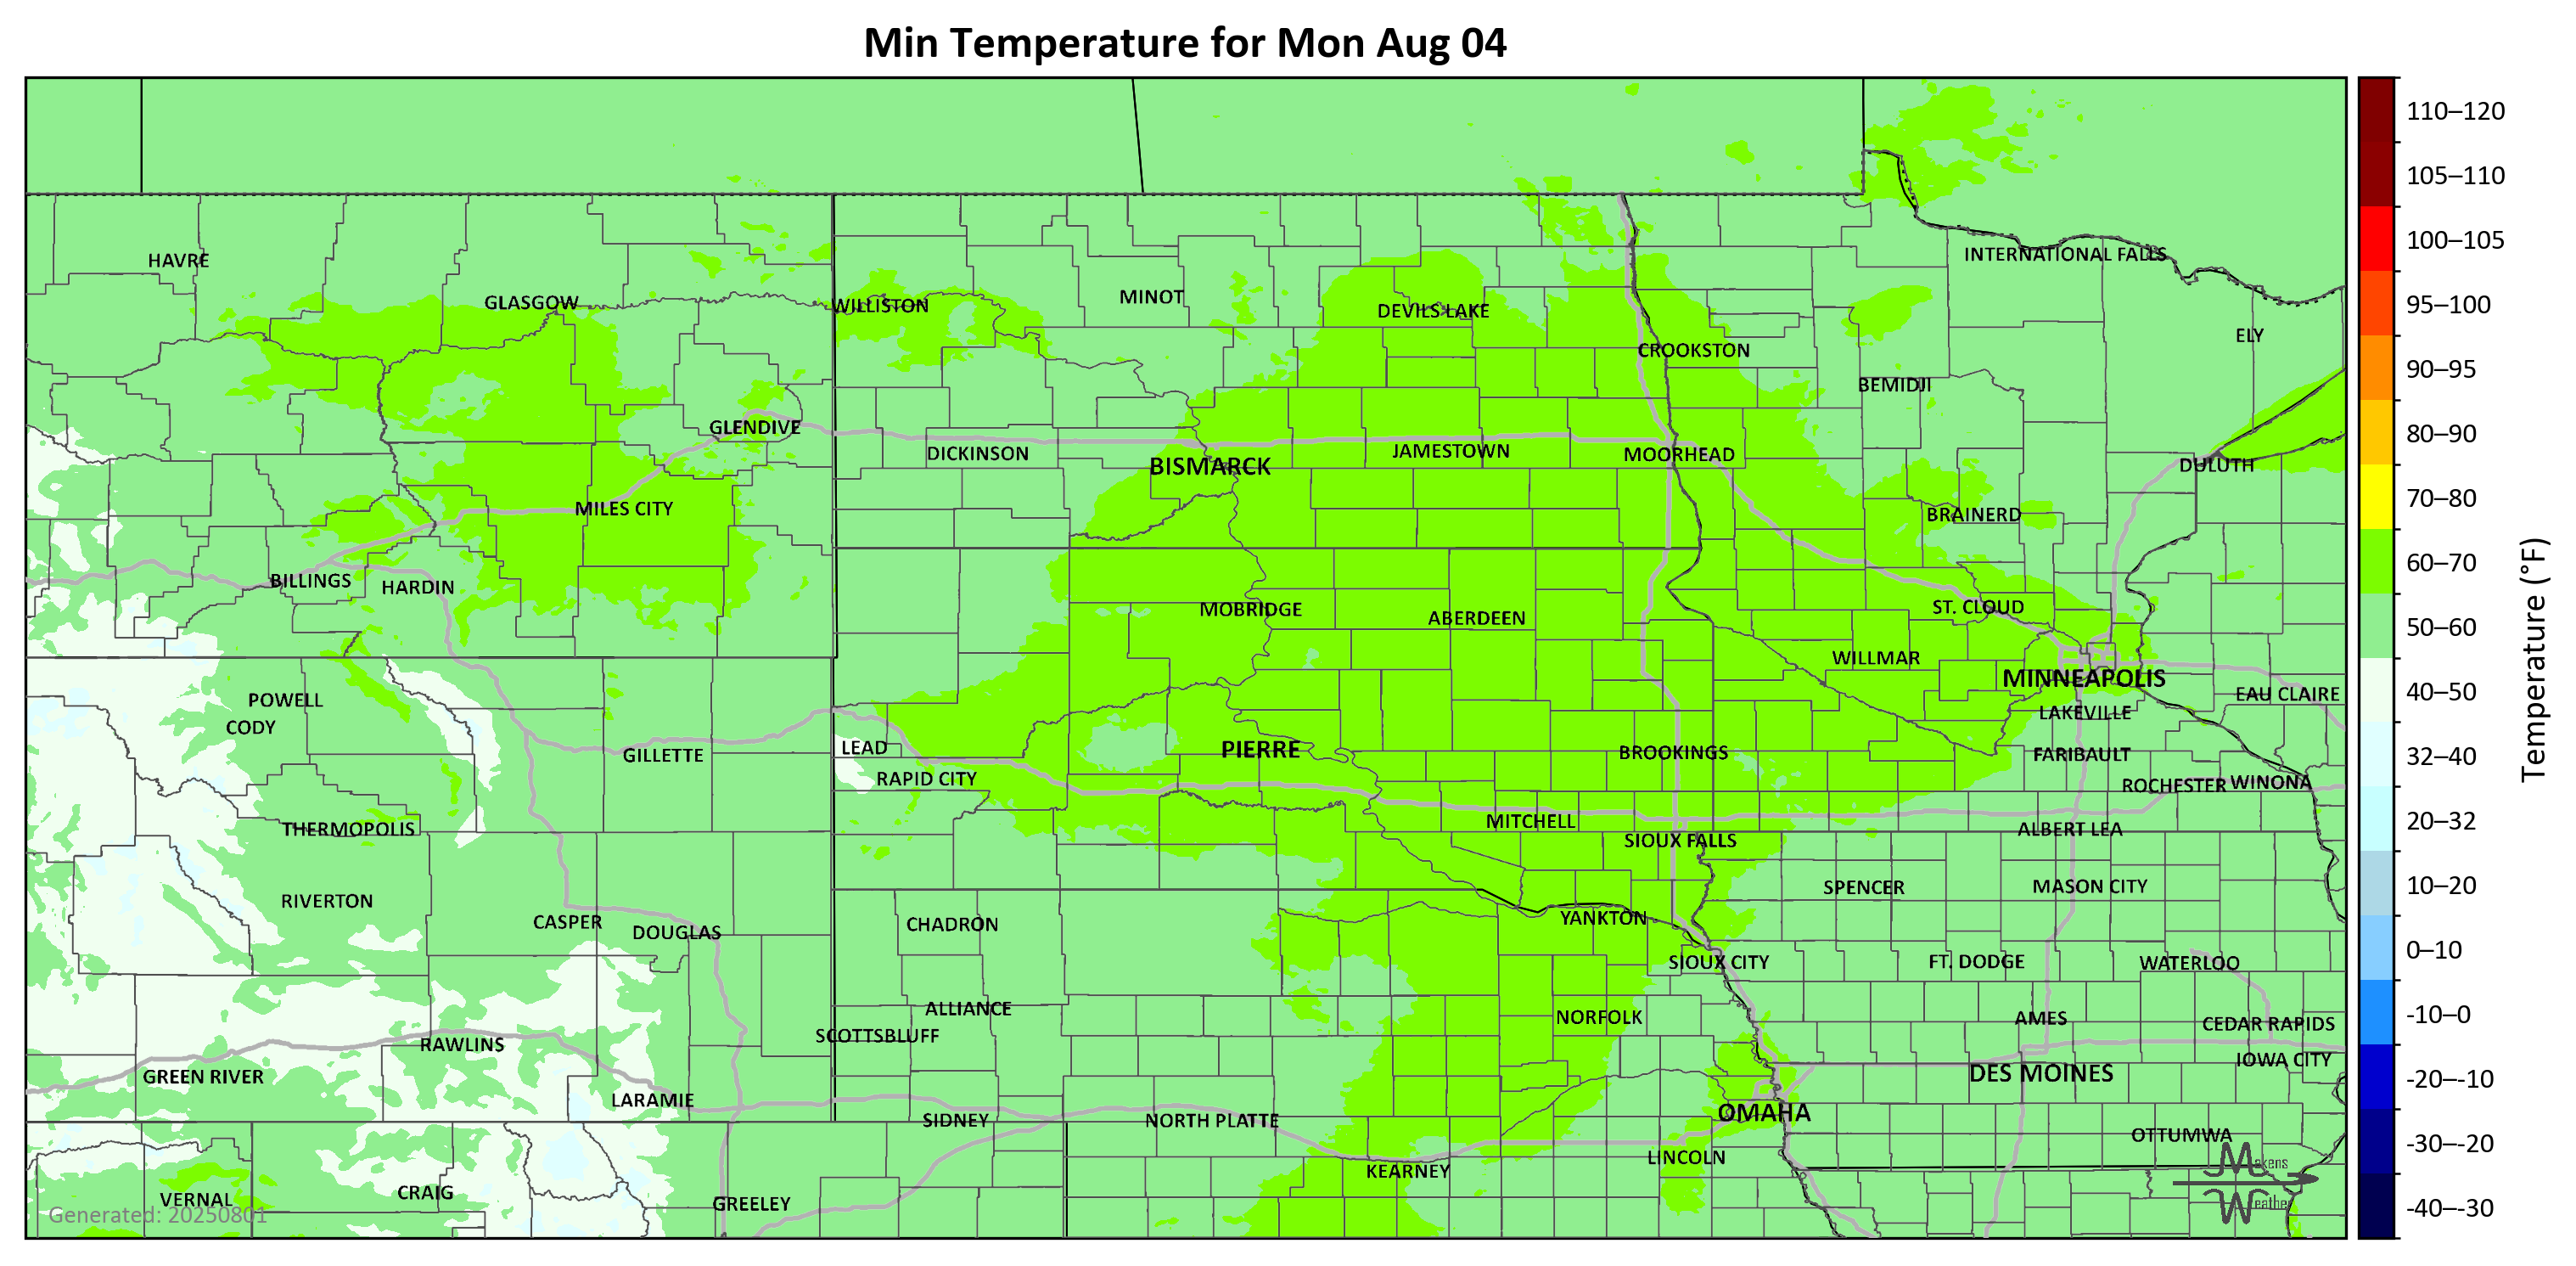 Min Temperature for Mon Aug 04
110–120
105–110
100–105
95–100
90–95
80–90
70–80
60–70
50–60
40–50
32–40
20–32
10–20
0–10
-10–0
-20–-10
-30–-20
-40–-30
Temperature (°F)
HAVRE
INTERNATIONAL FALLS
GLASGOW
WILLISTON
MINOT
DEVILS LAKE
ELY
CROOKSTON
BEMIDJI
GLENDIVE
DICKINSON
BISMARCK
JAMESTOWN
MOORHEAD
DULUTH
MILES CITY
BRAINERD
BILLINGS
HARDIN
MOBRIDGE
ABERDEEN
ST. CLOUD
WILLMAR
MINNEAPOLIS
POWELL
EAU CLAIRE
CODY
LAKEVILLE
GILLETTE
LEAD
PIERRE
BROOKINGS
FARIBAULT
RAPID CITY
ROCHESTER
WINONA
THERMOPOLIS
MITCHELL
ALBERT LEA
SIOUX FALLS
SPENCER
MASON CITY
RIVERTON
CASPER
DOUGLAS
CHADRON
YANKTON
SIOUX CITY
FT. DODGE
WATERLOO
ALLIANCE
NORFOLK
AMES
CEDAR RAPIDS
SCOTTSBLUFF
RAWLINS
IOWA CITY
GREEN RIVER
DES MOINES
LARAMIE
SIDNEY
NORTH PLATTE
OMAHA
OTTUMWA
KEARNEY
LINCOLN
VERNAL
CRAIG
GREELEY
Generated: 20250801
Makens
Weather